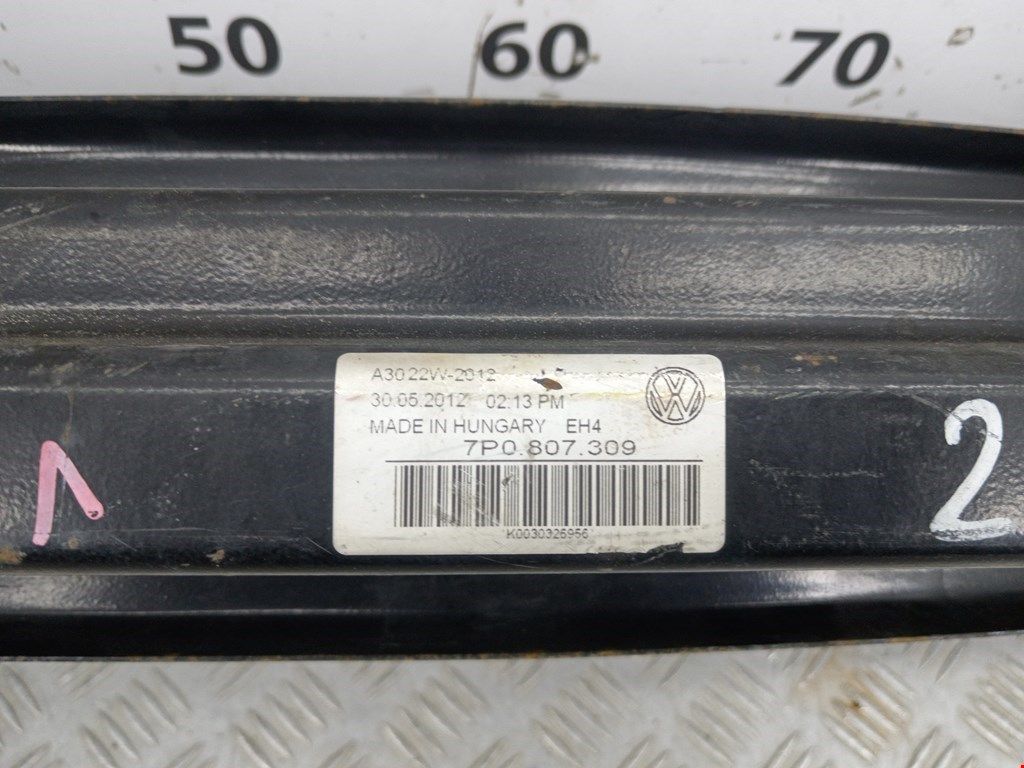 50 60 70
A3022W-2012
30.05.2012 02:13 PM
MADE IN HUNGARY EH4
7P0.807.309
K0030326956
1
2